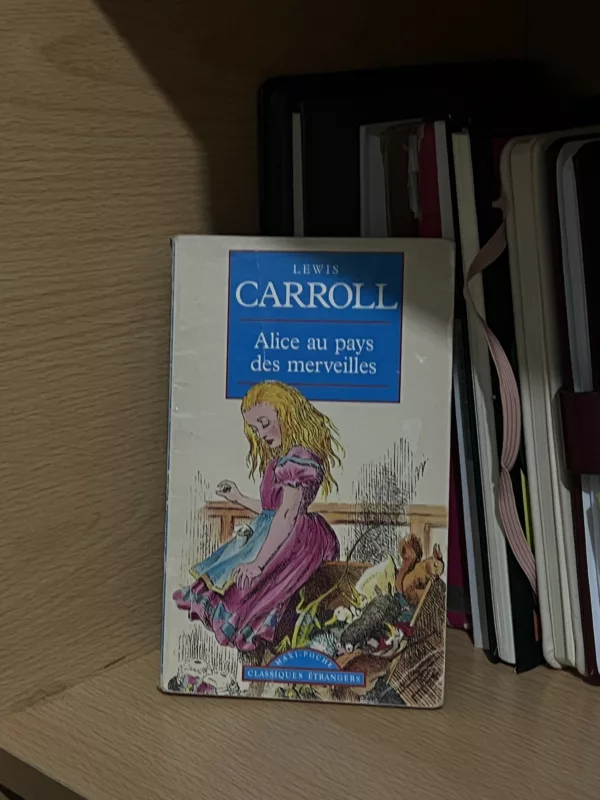 LEWIS
CARROLL
Alice au pays
des merveilles
MAXI-POCHE
CLASSIQUES ÉTRANGERS